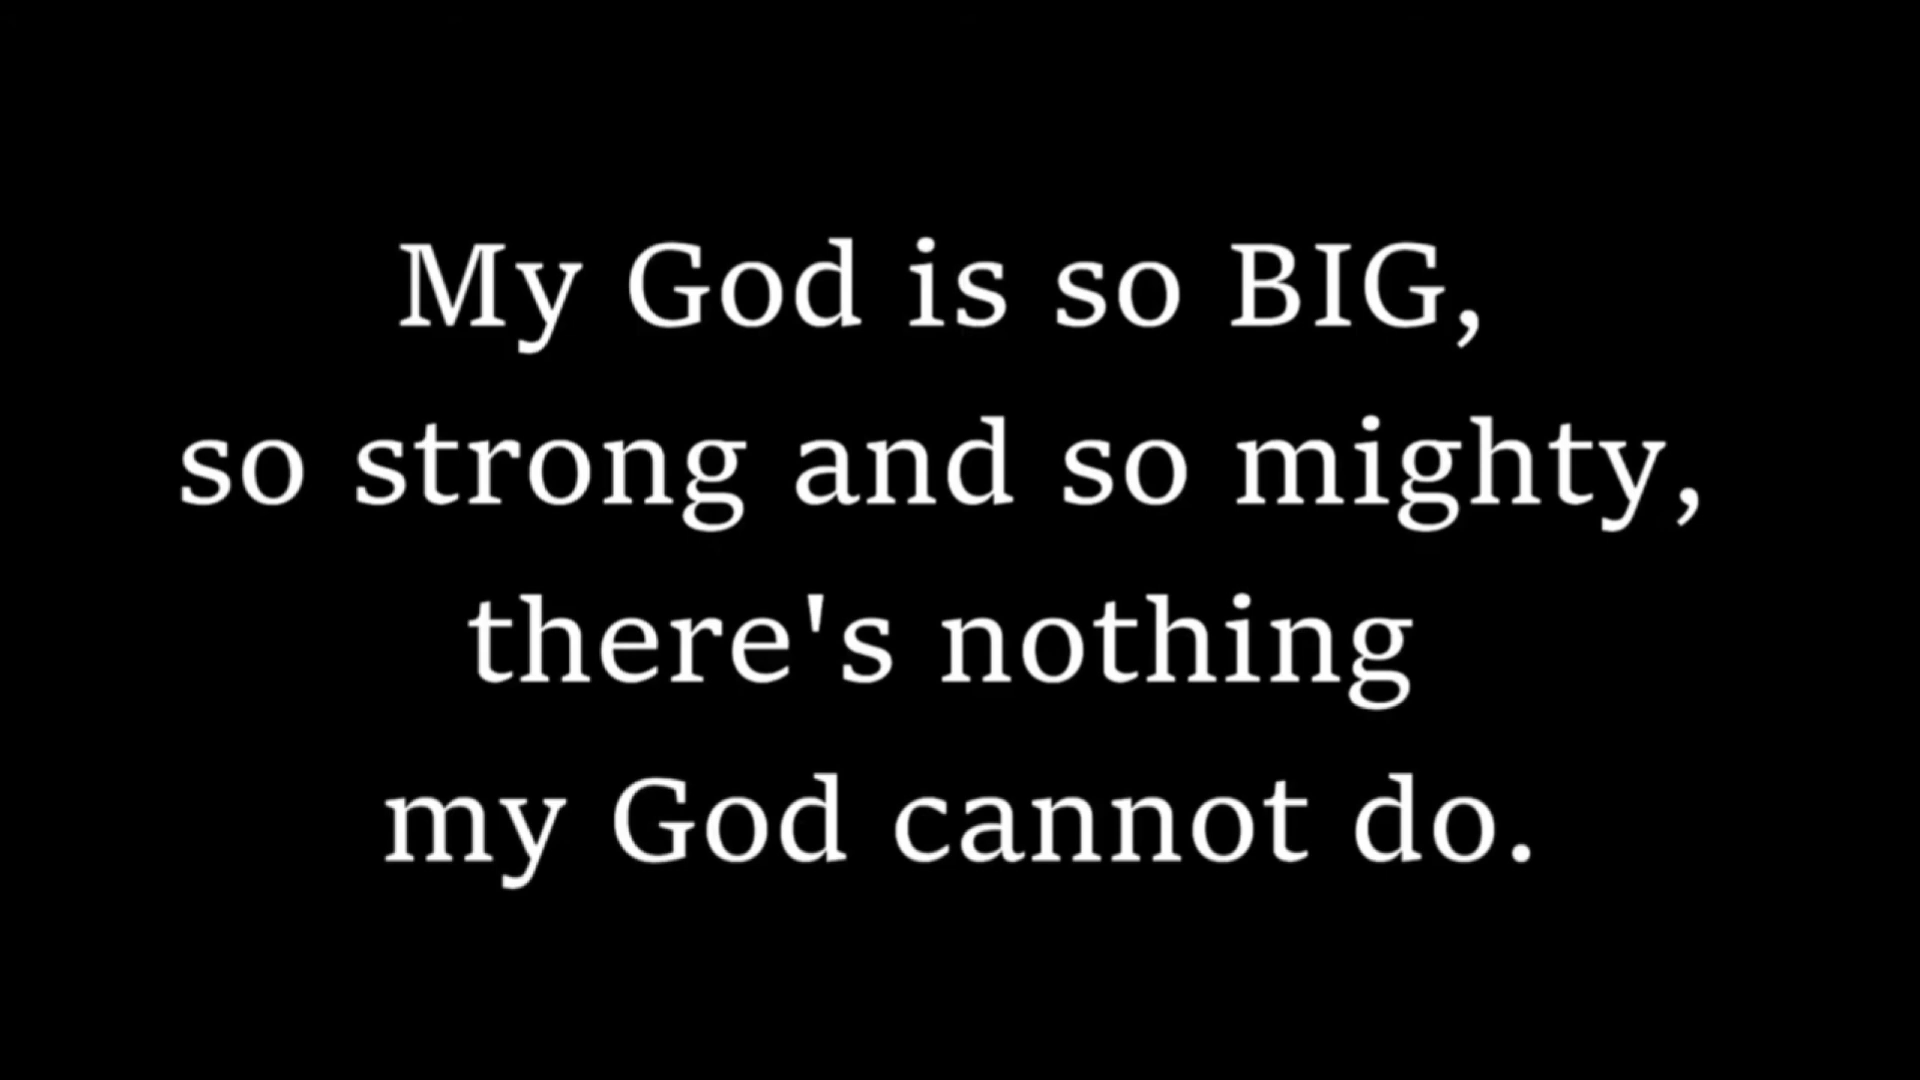 My God is so BIG,
so strong and so mighty,
there's nothing
my God cannot do.